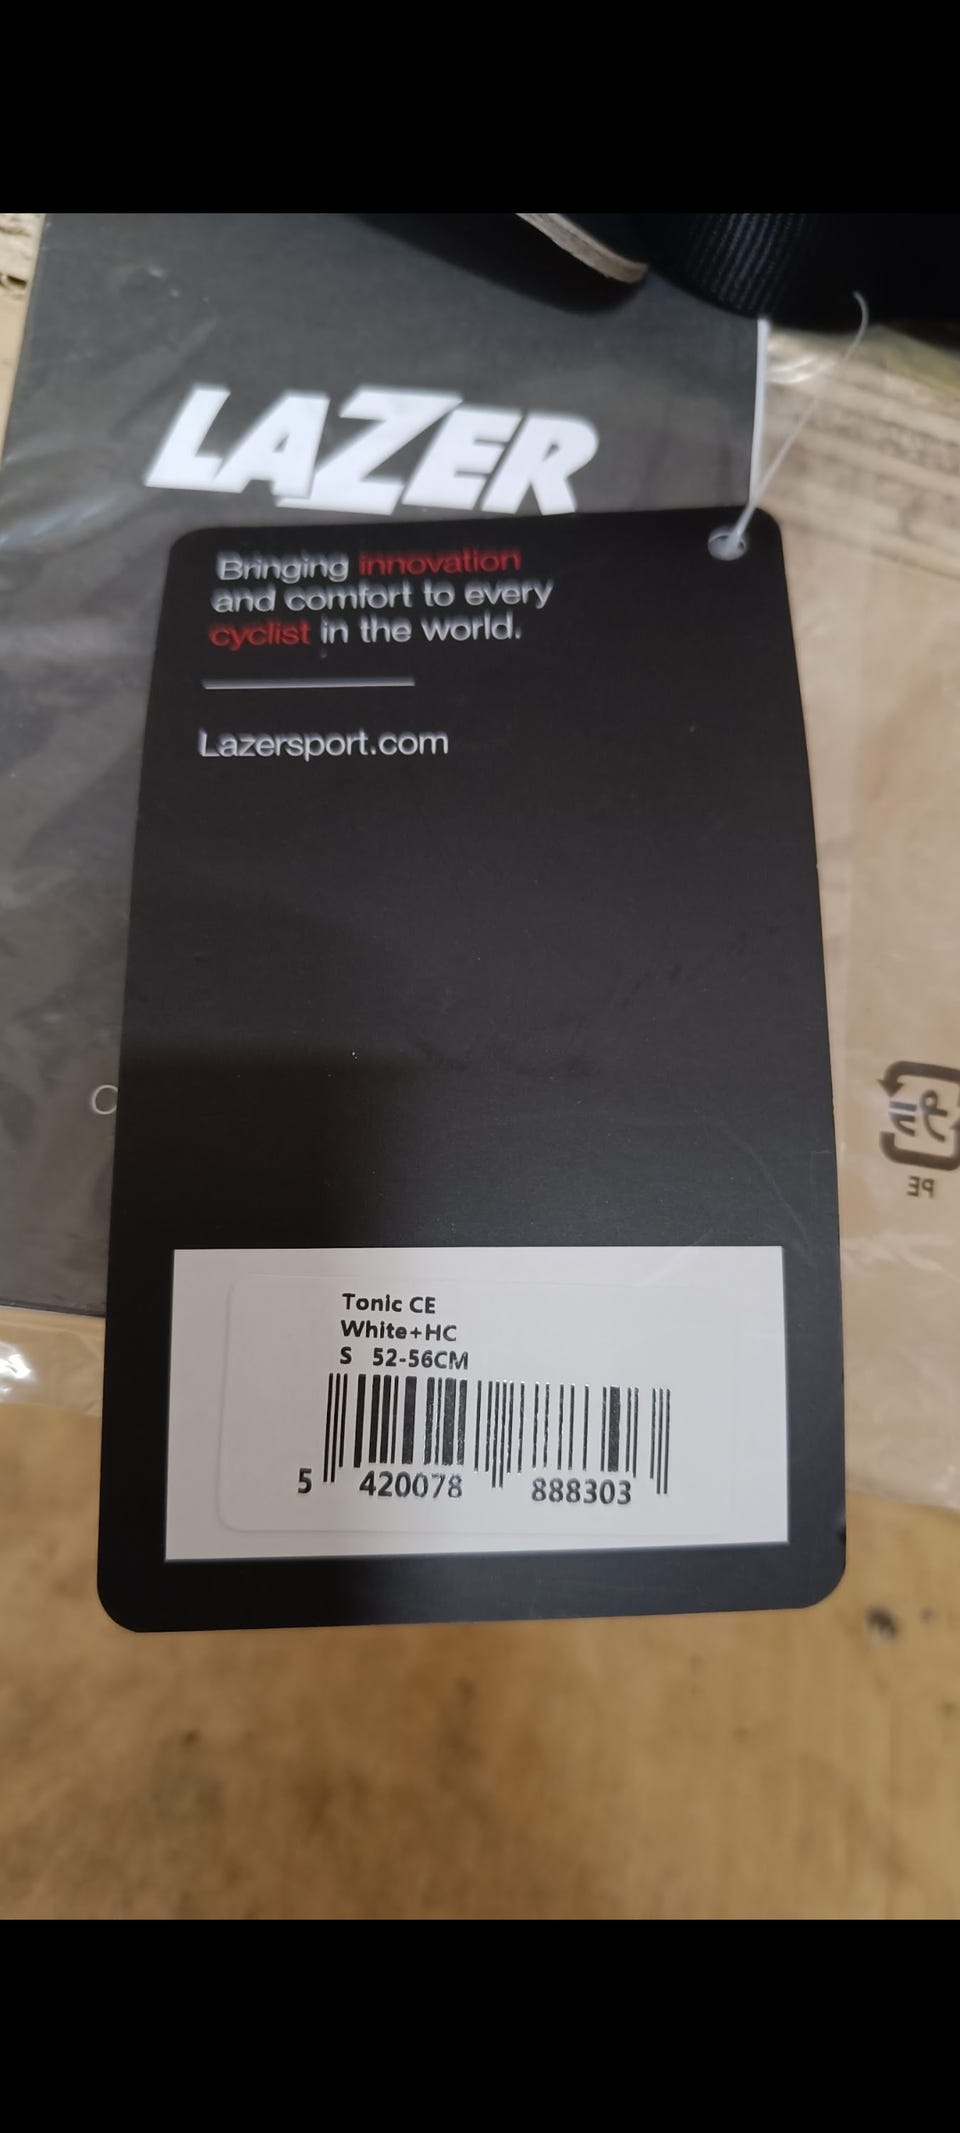 LAZER
Bringing innovation
and comfort to every
cyclist in the world.
Lazersport.com
PE
Tonic CE
White+HC
S 52-56CM
5 420078 888303